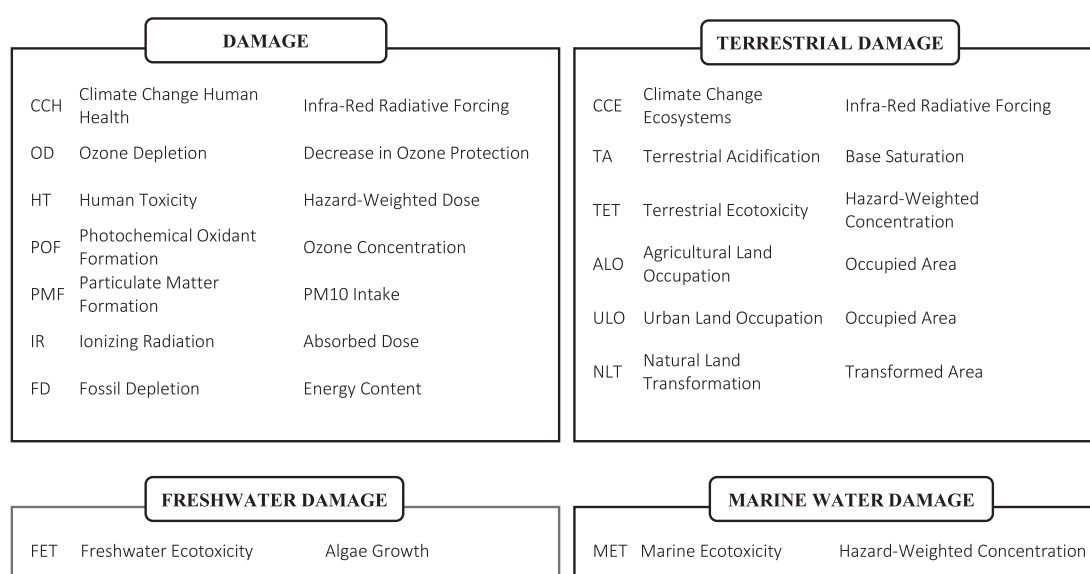 DAMAGE
CCH Climate Change Human Health Infra-Red Radiative Forcing
OD Ozone Depletion Decrease in Ozone Protection
HT Human Toxicity Hazard-Weighted Dose
POF Photochemical Oxidant Formation Ozone Concentration
PMF Particulate Matter Formation PM10 Intake
IR Ionizing Radiation Absorbed Dose
FD Fossil Depletion Energy Content
TERRESTRIAL DAMAGE
CCE Climate Change Ecosystems Infra-Red Radiative Forcing
TA Terrestrial Acidification Base Saturation
TET Terrestrial Ecotoxicity Hazard-Weighted Concentration
ALO Agricultural Land Occupation Occupied Area
ULO Urban Land Occupation Occupied Area
NLT Natural Land Transformation Transformed Area
FRESHWATER DAMAGE
FET Freshwater Ecotoxicity Algae Growth
MARINE WATER DAMAGE
MET Marine Ecotoxicity Hazard-Weighted Concentration